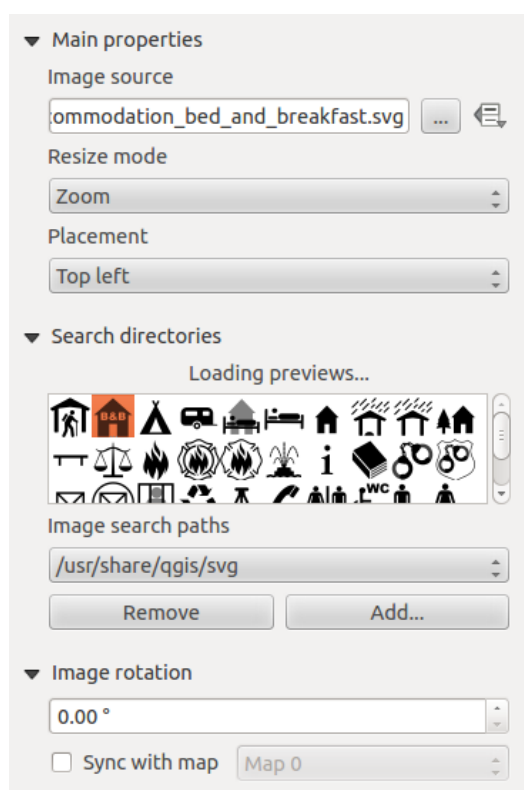 Main properties
Image source
ommodation_bed_and_breakfast.svg
...
Resize mode
Zoom
Placement
Top left
Search directories
Loading previews...
B&B
i
WC
Image search paths
/usr/share/qgis/svg
Remove
Add...
Image rotation
0.00 °
Sync with map
Map 0